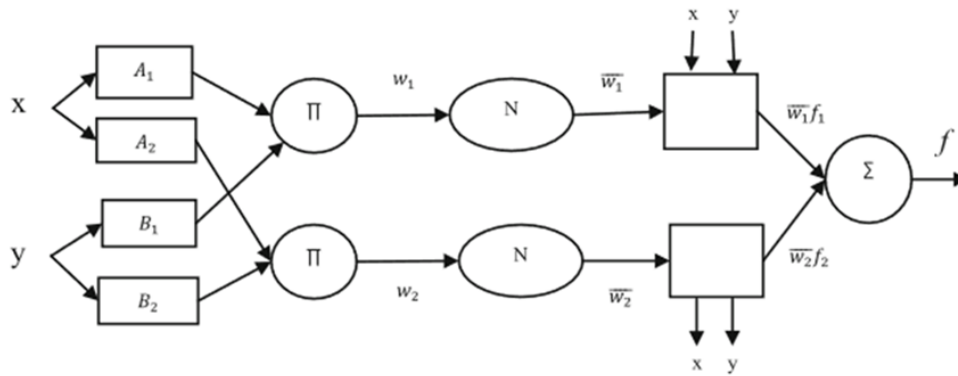 x y
x
A₁
A₂
Π
w₁
N
w̅₁
w̅₁f₁
Σ
f
y
B₁
B₂
Π
w₂
N
w̅₂
w̅₂f₂
x y